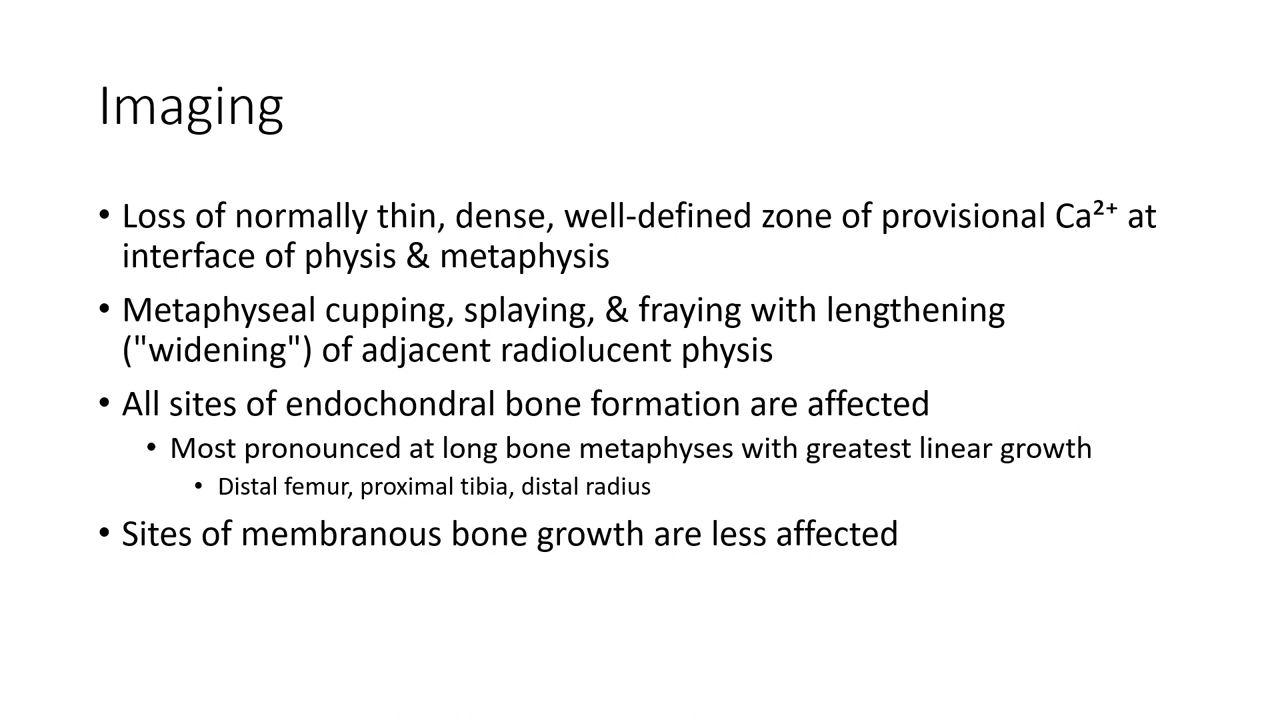 Imaging
• Loss of normally thin, dense, well-defined zone of provisional Ca²⁺ at
interface of physis & metaphysis
• Metaphyseal cupping, splaying, & fraying with lengthening
("widening") of adjacent radiolucent physis
• All sites of endochondral bone formation are affected
• Most pronounced at long bone metaphyses with greatest linear growth
• Distal femur, proximal tibia, distal radius
• Sites of membranous bone growth are less affected